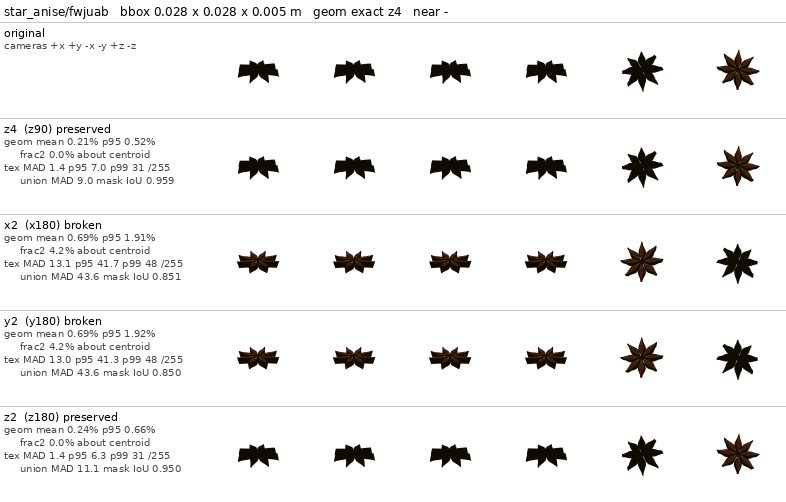 star_anise/fwjuab   bbox 0.028 x 0.028 x 0.005 m   geom exact z4   near -
original
cameras +x +y -x -y +z -z
z4  (z90) preserved
geom mean 0.21% p95 0.52%
frac2 0.0% about centroid
tex MAD 1.4 p95 7.0 p99 31 /255
union MAD 9.0 mask IoU 0.959
x2  (x180) broken
geom mean 0.69% p95 1.91%
frac2 4.2% about centroid
tex MAD 13.1 p95 41.7 p99 48 /255
union MAD 43.6 mask IoU 0.851
y2  (y180) broken
geom mean 0.69% p95 1.92%
frac2 4.2% about centroid
tex MAD 13.0 p95 41.3 p99 48 /255
union MAD 43.6 mask IoU 0.850
z2  (z180) preserved
geom mean 0.24% p95 0.66%
frac2 0.0% about centroid
tex MAD 1.4 p95 6.3 p99 31 /255
union MAD 11.1 mask IoU 0.950